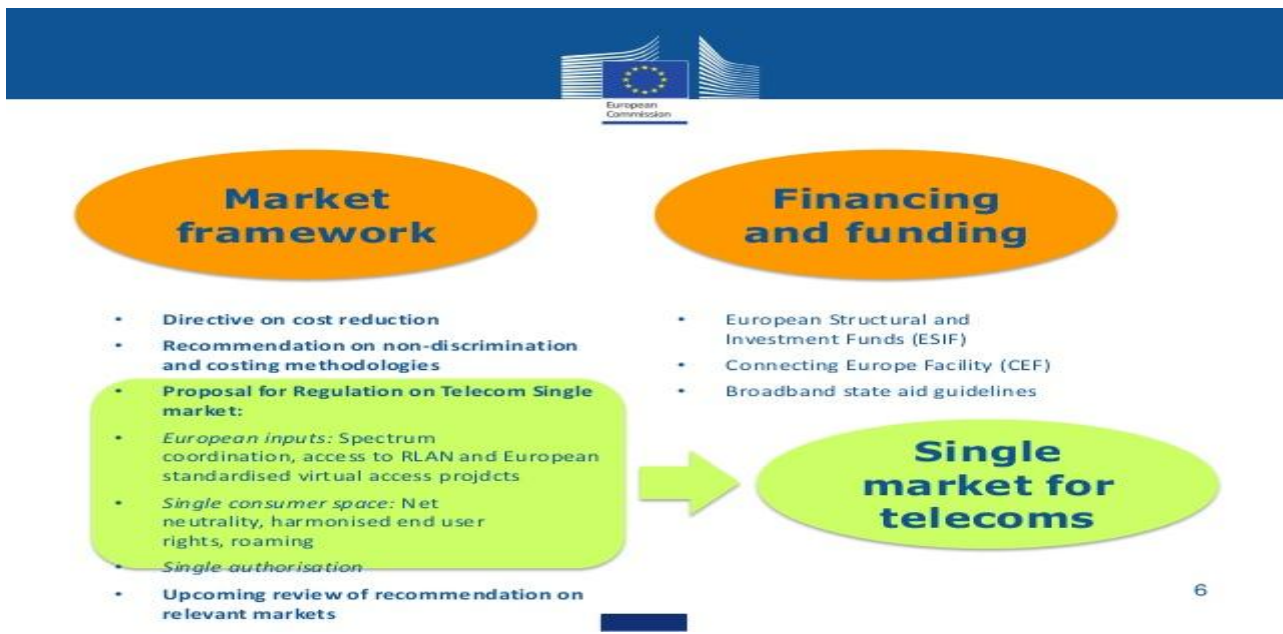 European
Commission
Market
framework
• Directive on cost reduction
• Recommendation on non-discrimination
and costing methodologies
• Proposal for Regulation on Telecom Single
market:
• European inputs: Spectrum
coordination, access to RLAN and European
standardised virtual access projdcts
• Single consumer space: Net
neutrality, harmonised end user
rights, roaming
• Single authorisation
• Upcoming review of recommendation on
relevant markets
Financing
and funding
• European Structural and
Investment Funds (ESIF)
• Connecting Europe Facility (CEF)
• Broadband state aid guidelines
Single
market for
telecoms
6